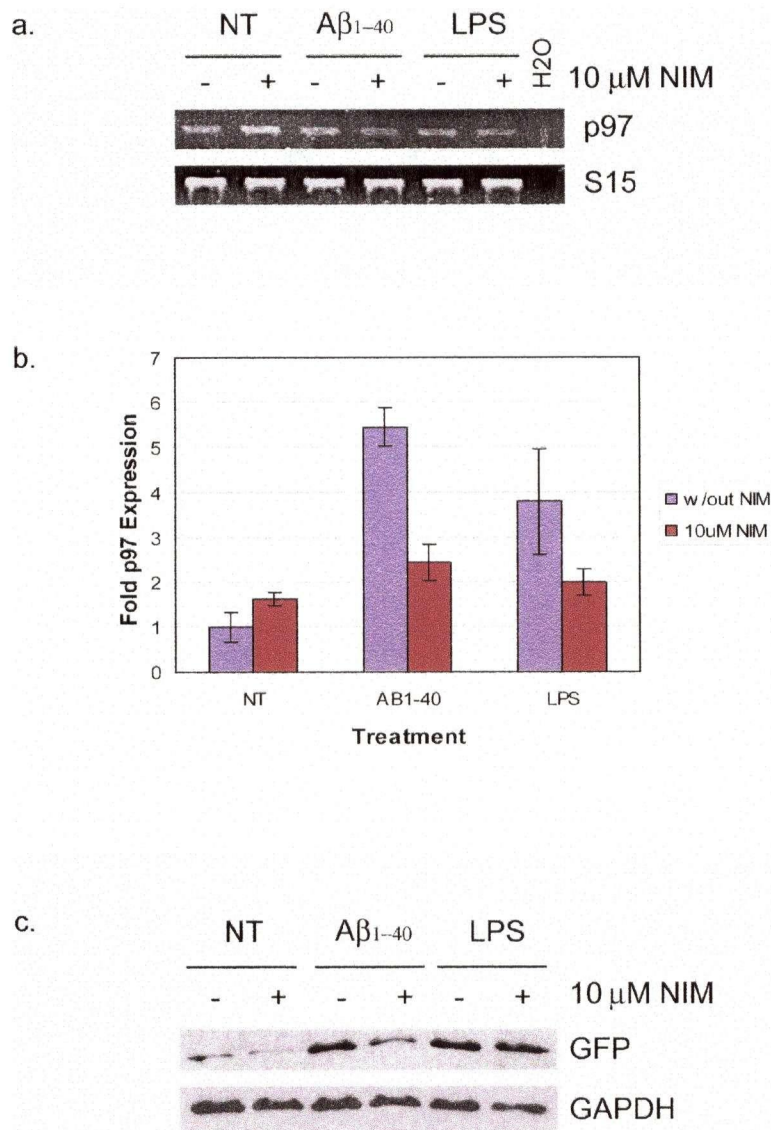 a.
NT Aβ1-40 LPS H2O
- + - + - + 10 μM NIM
p97
S15
b.
7
6
5
4
3
2
1
0
Fold p97 Expression
NT AB1-40 LPS
Treatment
w/out NIM
10uM NIM
c.
NT Aβ1-40 LPS
- + - + - + 10 μM NIM
GFP
GAPDH